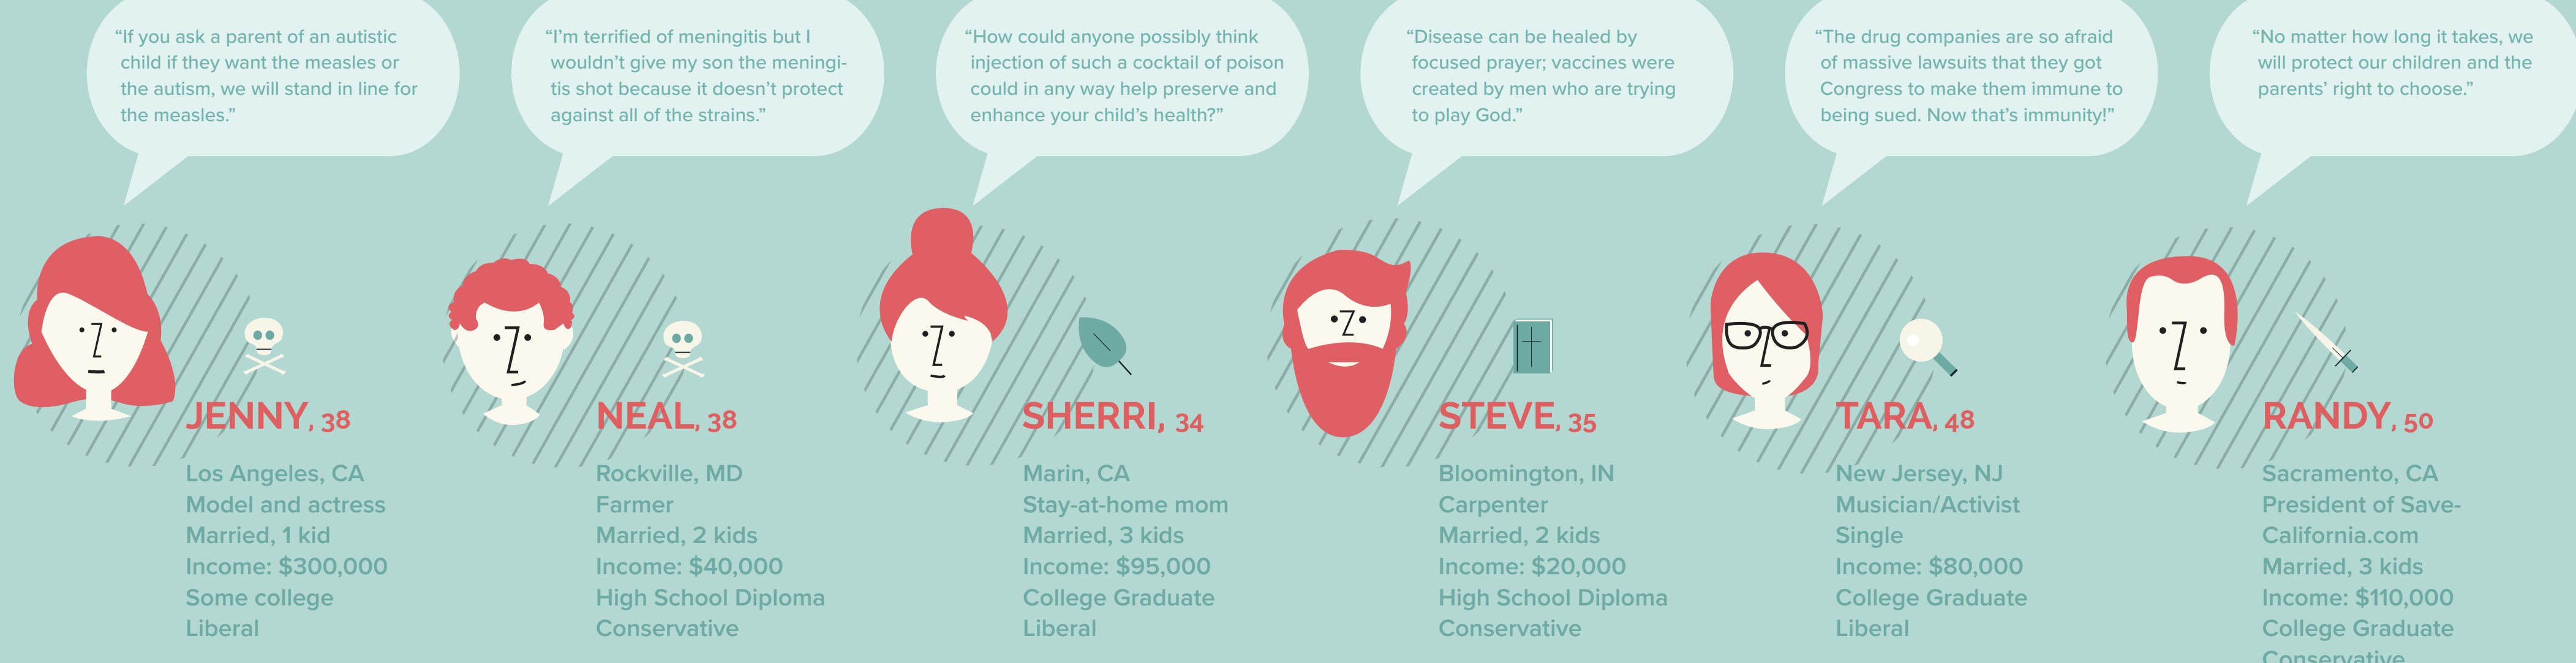 “If you ask a parent of an autistic
child if they want the measles or
the autism, we will stand in line for
the measles.”
JENNY, 38
Los Angeles, CA
Model and actress
Married, 1 kid
Income: $300,000
Some college
Liberal
“I’m terrified of meningitis but I
wouldn’t give my son the meningi-
tis shot because it doesn’t protect
against all of the strains.”
NEAL, 38
Rockville, MD
Farmer
Married, 2 kids
Income: $40,000
High School Diploma
Conservative
“How could anyone possibly think
injection of such a cocktail of poison
could in any way help preserve and
enhance your child’s health?”
SHERRI, 34
Marin, CA
Stay-at-home mom
Married, 3 kids
Income: $95,000
College Graduate
Liberal
“Disease can be healed by
focused prayer; vaccines were
created by men who are trying
to play God.”
STEVE, 35
Bloomington, IN
Carpenter
Married, 2 kids
Income: $20,000
High School Diploma
Conservative
“The drug companies are so afraid
of massive lawsuits that they got
Congress to make them immune to
being sued. Now that’s immunity!”
TARA, 48
New Jersey, NJ
Musician/Activist
Single
Income: $80,000
College Graduate
Liberal
“No matter how long it takes, we
will protect our children and the
parents’ right to choose.”
RANDY, 50
Sacramento, CA
President of Save-
California.com
Married, 3 kids
Income: $110,000
College Graduate
Conservative